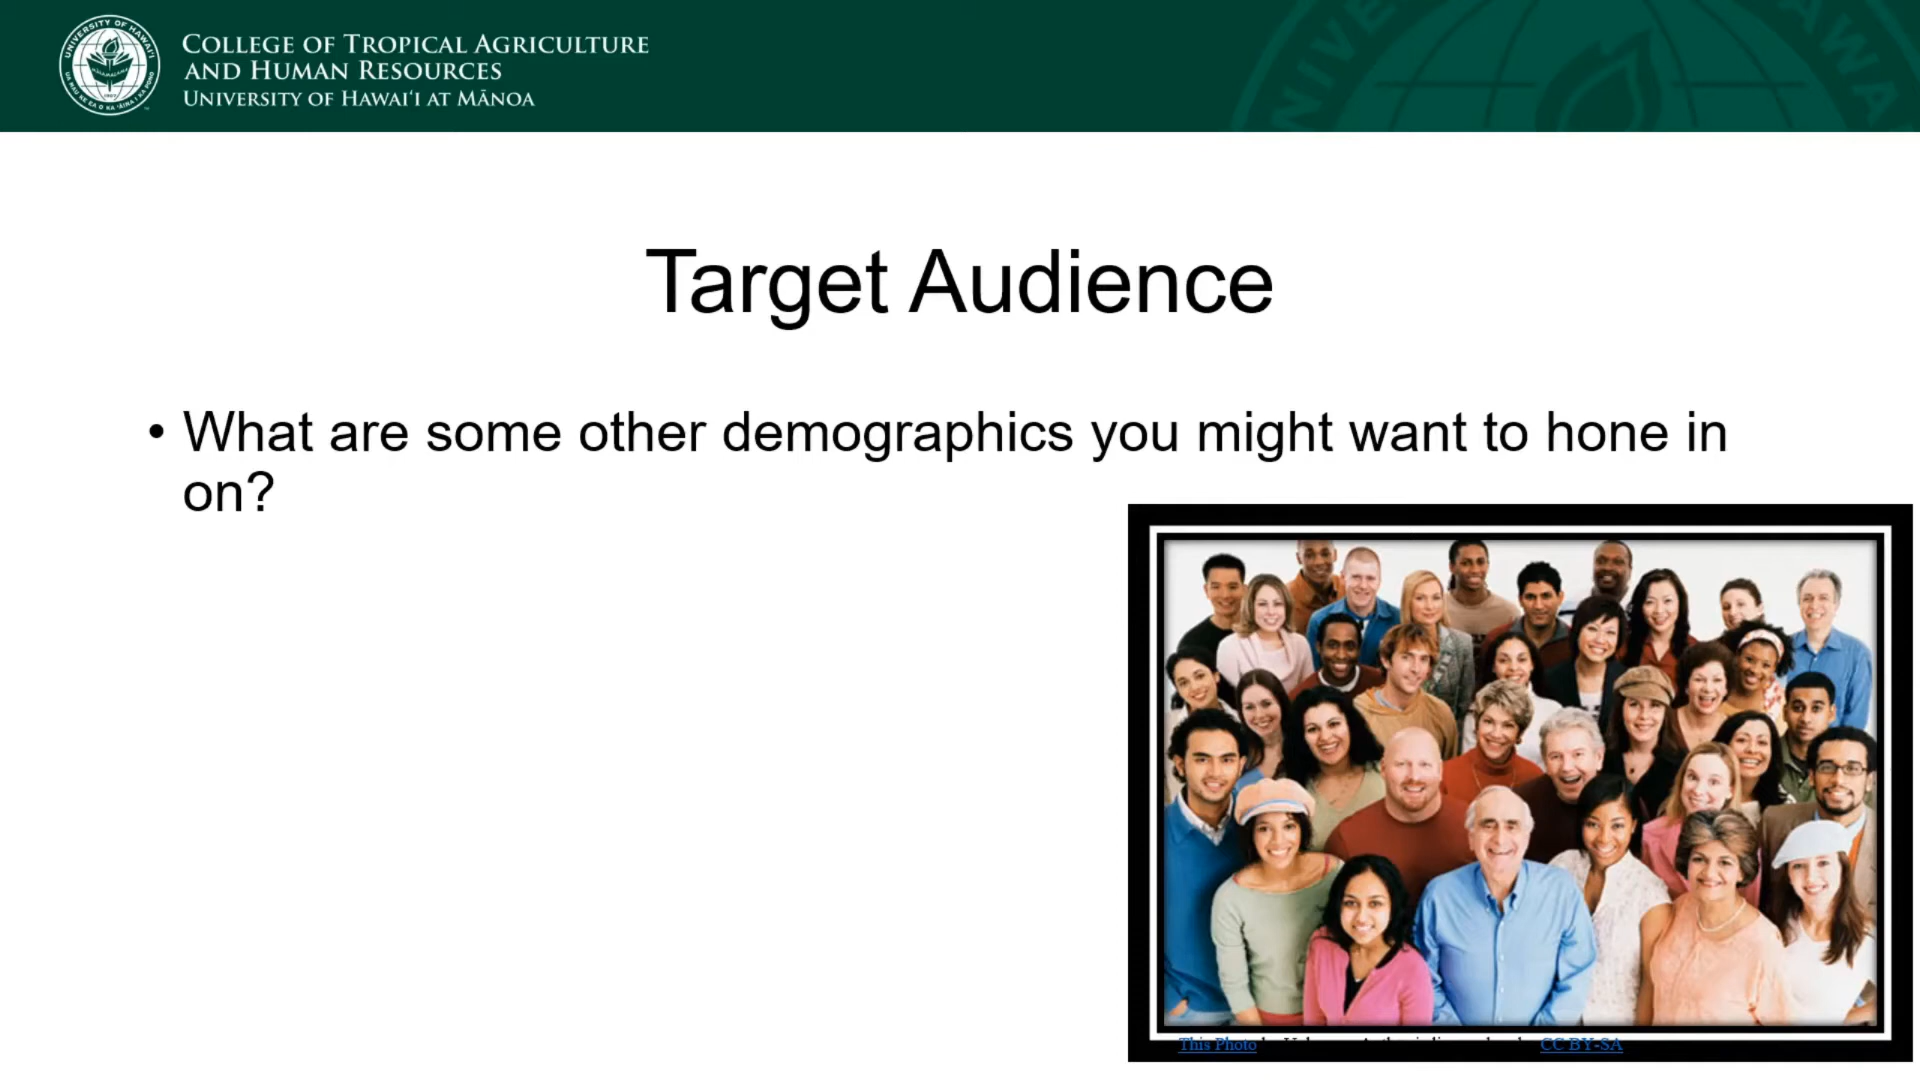 COLLEGE OF TROPICAL AGRICULTURE
AND HUMAN RESOURCES
UNIVERSITY OF HAWAIʻI AT MĀNOA
Target Audience
• What are some other demographics you might want to hone in
on?
This Photo
CC BY-SA